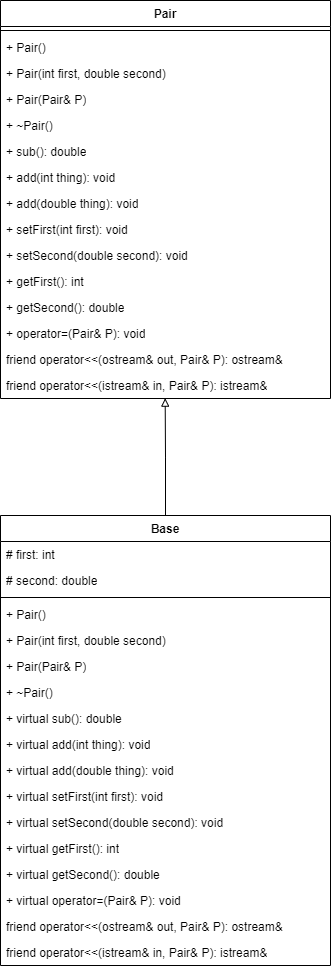 Pair
+ Pair()
+ Pair(int first, double second)
+ Pair(Pair& P)
+ ~Pair()
+ sub(): double
+ add(int thing): void
+ add(double thing): void
+ setFirst(int first): void
+ setSecond(double second): void
+ getFirst(): int
+ getSecond(): double
+ operator=(Pair& P): void
friend operator<<(ostream& out, Pair& P): ostream&
friend operator<<(istream& in, Pair& P): istream&
Base
# first: int
# second: double
+ Pair()
+ Pair(int first, double second)
+ Pair(Pair& P)
+ ~Pair()
+ virtual sub(): double
+ virtual add(int thing): void
+ virtual add(double thing): void
+ virtual setFirst(int first): void
+ virtual setSecond(double second): void
+ virtual getFirst(): int
+ virtual getSecond(): double
+ virtual operator=(Pair& P): void
friend operator<<(ostream& out, Pair& P): ostream&
friend operator<<(istream& in, Pair& P): istream&